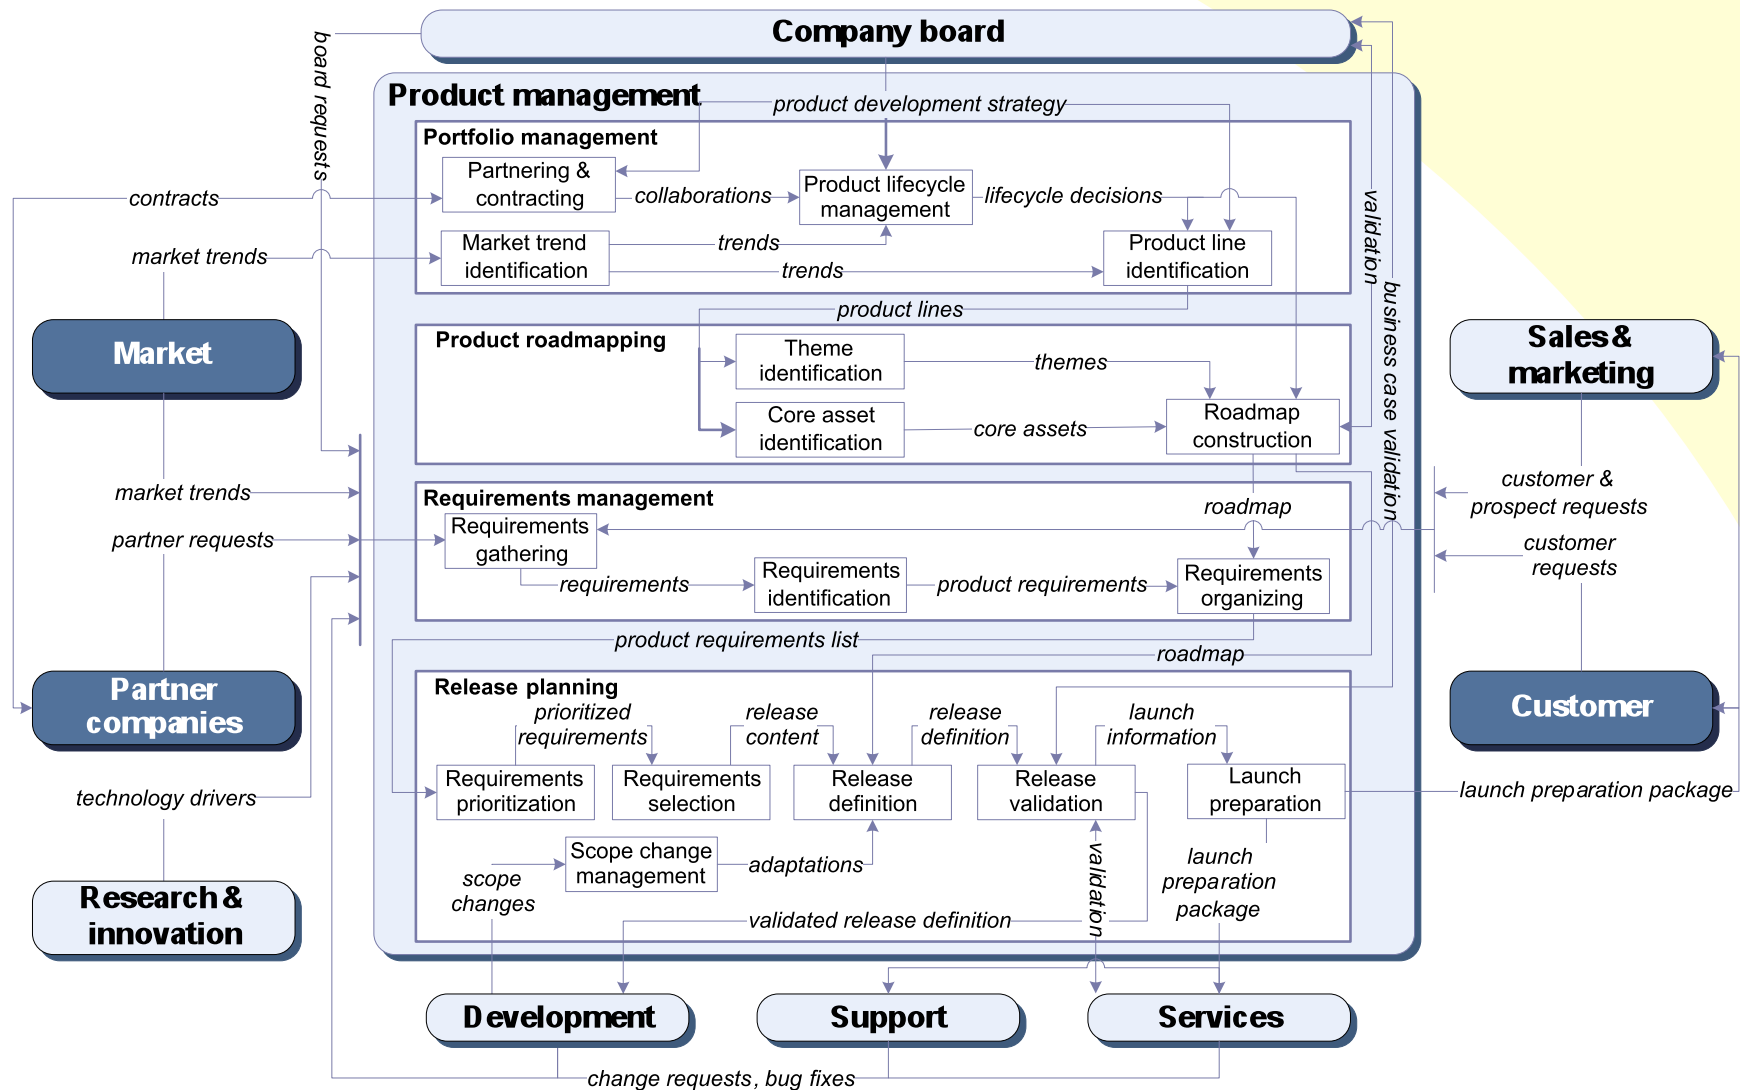 Company board
board requests
Product management
product development strategy
Portfolio management
Partnering &
contracting
collaborations
Product lifecycle
management
lifecycle decisions
contracts
market trends
Market trend
identification
trends
trends
Product line
identification
validation
business case validation
product lines
Market
Product roadmapping
Theme
identification
themes
Core asset
identification
core assets
Roadmap
construction
Sales &
marketing
market trends
partner requests
Requirements management
Requirements
gathering
requirements
Requirements
identification
product requirements
roadmap
Requirements
organizing
customer &
prospect requests
customer
requests
product requirements list
roadmap
Partner
companies
Customer
Release planning
prioritized
requirements
release
content
release
definition
launch
information
Requirements
prioritization
Requirements
selection
Release
definition
Release
validation
Launch
preparation
launch preparation package
technology drivers
Scope change
management
adaptations
scope
changes
validation
launch
preparation
package
validated release definition
Research &
innovation
Development
Support
Services
change requests, bug fixes